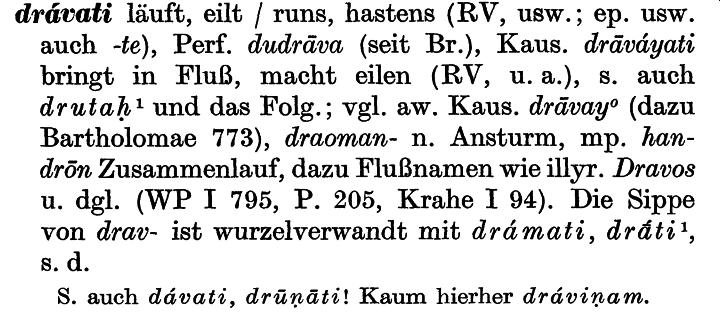 drávati läuft, eilt / runs, hastens (RV, usw.; ep. usw.
auch -te), Perf. dudrāva (seit Br.), Kaus. drāváyati
bringt in Fluß, macht eilen (RV, u. a.), s. auch
drutaḥ¹ und das Folg.; vgl. aw. Kaus. drāvay° (dazu
Bartholomae 773), draoman- n. Ansturm, mp. han-
drōn Zusammenlauf, dazu Flußnamen wie illyr. Dravos
u. dgl. (WP I 795, P. 205, Krahe I 94). Die Sippe
von drav- ist wurzelverwandt mit drámati, drā́ti¹,
s. d.
S. auch dávati, drūṇāti! Kaum hierher dráviṇam.